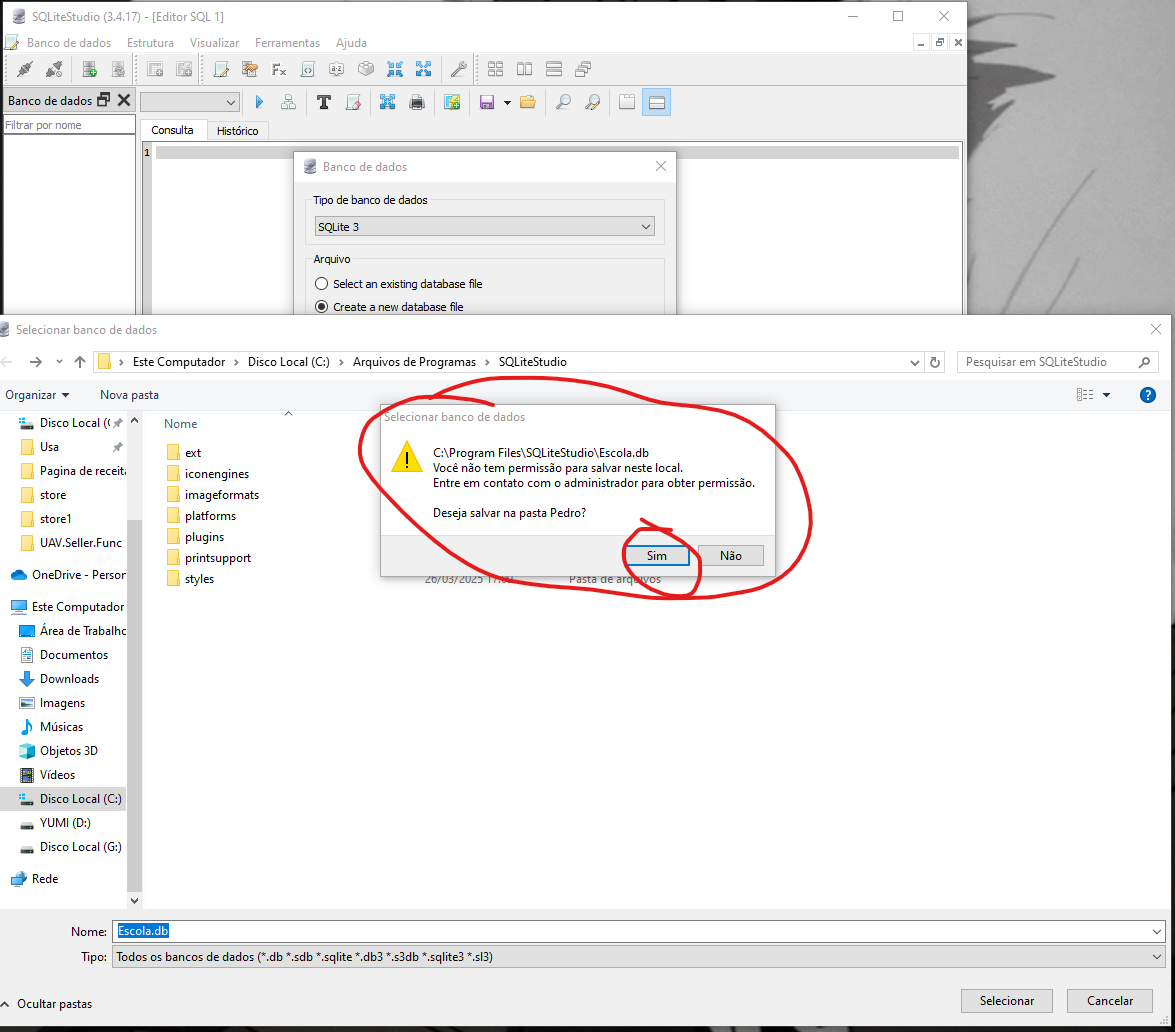 SQLiteStudio (3.4.17) - [Editor SQL 1]
Banco de dados Estrutura Visualizar Ferramentas Ajuda
Banco de dados
Filtrar por nome
Consulta Histórico
1
Banco de dados
Tipo de banco de dados
SQLite 3
Arquivo
Select an existing database file
Create a new database file
Selecionar banco de dados
Este Computador > Disco Local (C:) > Arquivos de Programas > SQLiteStudio
Pesquisar em SQLiteStudio
Organizar Nova pasta
Disco Local (
Usa
Pagina de receita
store
store1
UAV.Seller.Func
OneDrive - Person
Este Computador
Área de Trabalho
Documentos
Downloads
Imagens
Músicas
Objetos 3D
Vídeos
Disco Local (C:)
YUMI (D:)
Disco Local (G:)
Rede
Nome
ext
iconengines
imageformats
platforms
plugins
printsupport
styles
Selecionar banco de dados
C:\Program Files\SQLiteStudio\Escola.db
Você não tem permissão para salvar neste local.
Entre em contato com o administrador para obter permissão.
Deseja salvar na pasta Pedro?
Sim Não
26/03/2025 Pasta de arquivos
Nome: Escola.db
Tipo: Todos os bancos de dados (*.db *.sdb *.sqlite *.db3 *.s3db *.sqlite3 *.sl3)
Ocultar pastas
Selecionar Cancelar